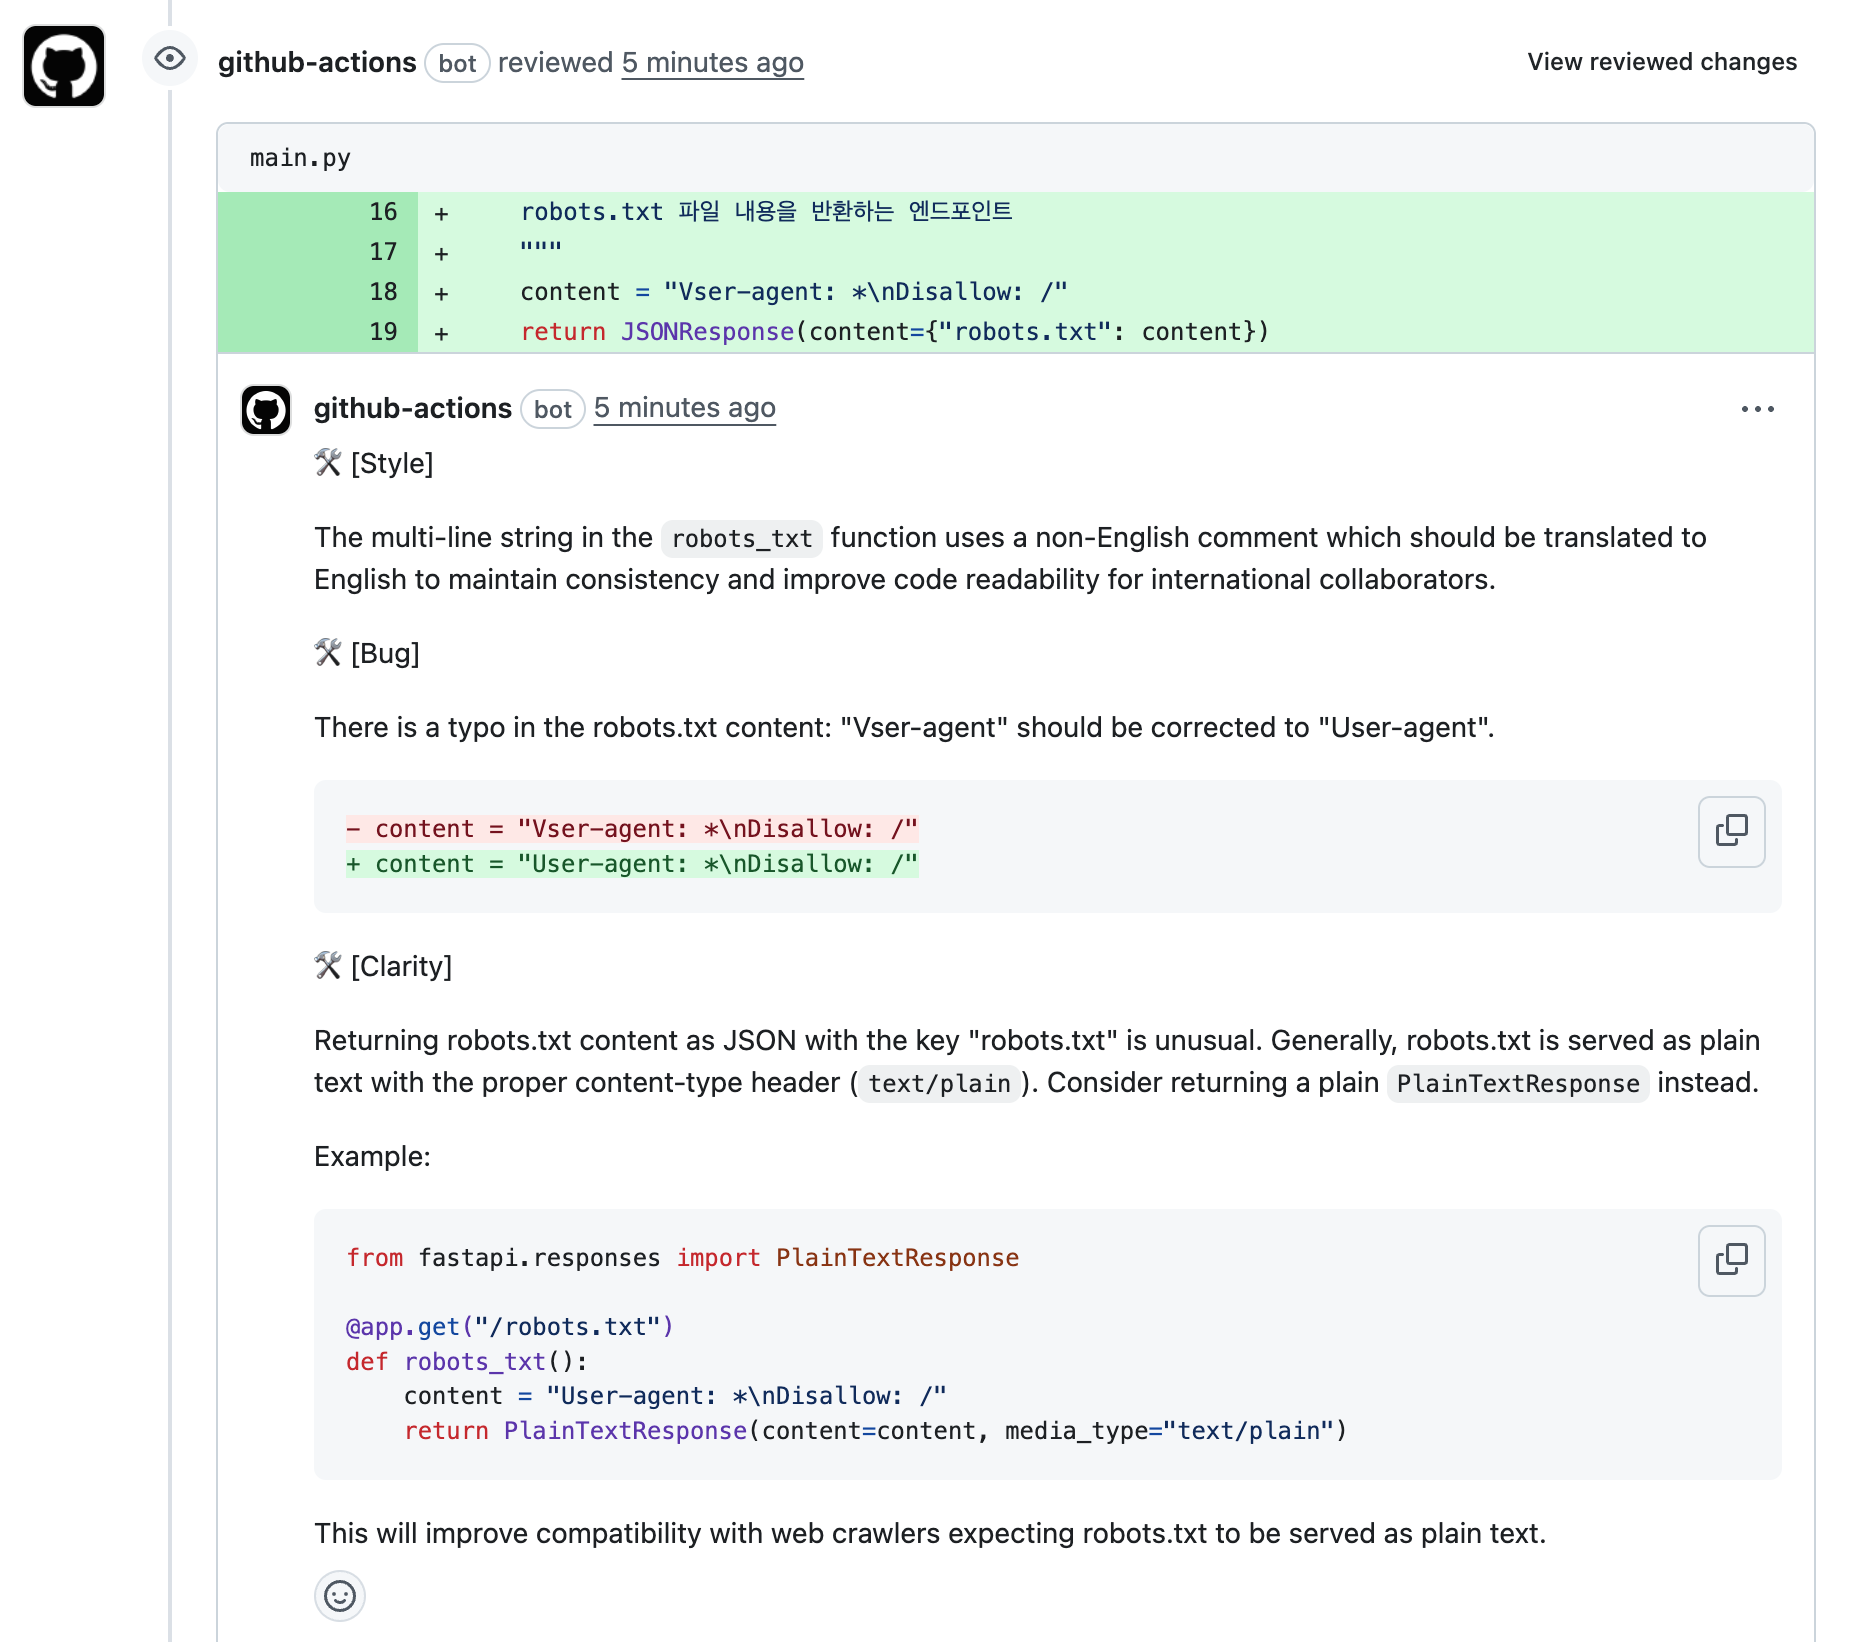 github-actions bot reviewed 5 minutes ago View reviewed changes
main.py
16 + robots.txt 파일 내용을 반환하는 엔드포인트
17 + """
18 + content = "Vser-agent: *\nDisallow: /"
19 + return JSONResponse(content={"robots.txt": content})
github-actions bot 5 minutes ago
🛠 [Style]
The multi-line string in the robots_txt function uses a non-English comment which should be translated to
English to maintain consistency and improve code readability for international collaborators.
🛠 [Bug]
There is a typo in the robots.txt content: "Vser-agent" should be corrected to "User-agent".
- content = "Vser-agent: *\nDisallow: /"
+ content = "User-agent: *\nDisallow: /"
🛠 [Clarity]
Returning robots.txt content as JSON with the key "robots.txt" is unusual. Generally, robots.txt is served as plain
text with the proper content-type header (text/plain). Consider returning a plain PlainTextResponse instead.
Example:
from fastapi.responses import PlainTextResponse
@app.get("/robots.txt")
def robots_txt():
    content = "User-agent: *\nDisallow: /"
    return PlainTextResponse(content=content, media_type="text/plain")
This will improve compatibility with web crawlers expecting robots.txt to be served as plain text.